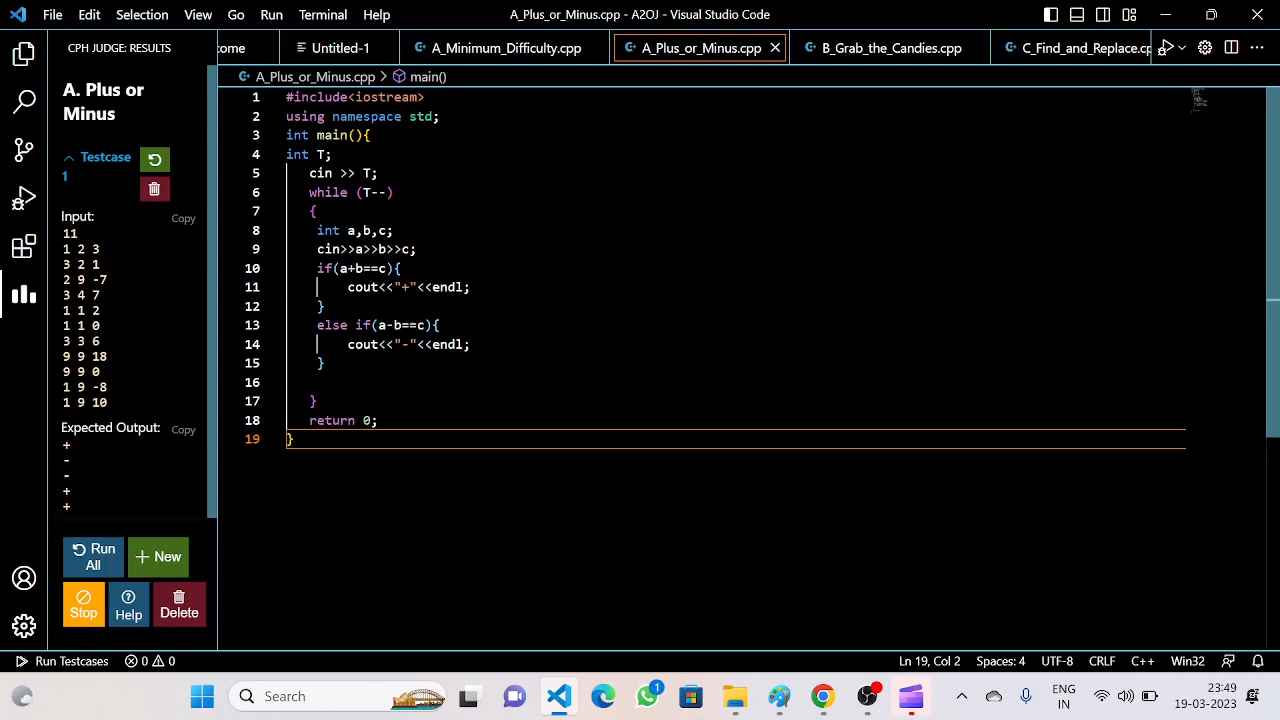 File Edit Selection View Go Run Terminal Help
A_Plus_or_Minus.cpp - A2OJ - Visual Studio Code
CPH JUDGE: RESULTS
ome Untitled-1 A_Minimum_Difficulty.cpp A_Plus_or_Minus.cpp B_Grab_the_Candies.cpp C_Find_and_Replace.cp
A_Plus_or_Minus.cpp > main()
A. Plus or
Minus
Testcase
1
Input:
Copy
11
1 2 3
3 2 1
2 9 -7
3 4 7
1 1 2
1 1 0
3 3 6
9 9 18
9 9 0
1 9 -8
1 9 10
Expected Output:
Copy
+
-
-
+
+
Run
All
New
Stop
Help
Delete
1 #include<iostream>
2 using namespace std;
3 int main(){
4 int T;
5 cin >> T;
6 while (T--)
7 {
8 int a,b,c;
9 cin>>a>>b>>c;
10 if(a+b==c){
11 cout<<"+"<<endl;
12 }
13 else if(a-b==c){
14 cout<<"-"<<endl;
15 }
16
17 }
18 return 0;
19 }
Run Testcases 0 0 Ln 19, Col 2 Spaces: 4 UTF-8 CRLF C++ Win32
Search
1
ENG
IN
23:49
19-03-2023